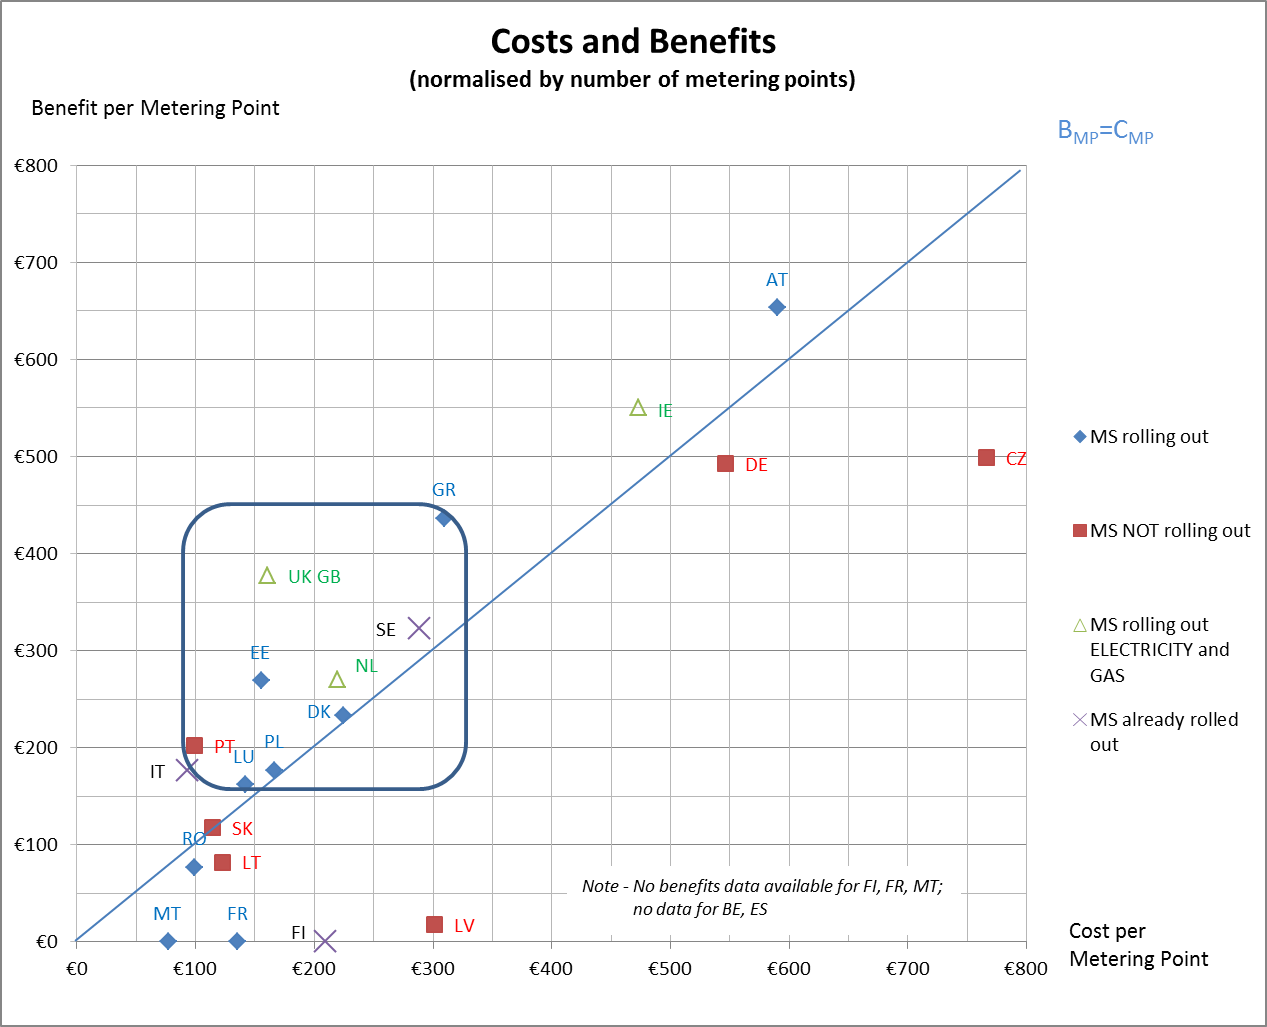 Costs and Benefits
(normalised by number of metering points)
Benefit per Metering Point
B_MP=C_MP
€800
€700
€600
€500
€400
€300
€200
€100
€0
AT
IE
DE
CZ
GR
UK GB
SE
EE
NL
DK
PT
LU
PL
IT
SK
RO
LT
MT
FR
FI
LV
Note - No benefits data available for FI, FR, MT;
no data for BE, ES
MS rolling out
MS NOT rolling out
MS rolling out
ELECTRICITY and
GAS
MS already rolled
out
Cost per
Metering Point
€0 €100 €200 €300 €400 €500 €600 €700 €800